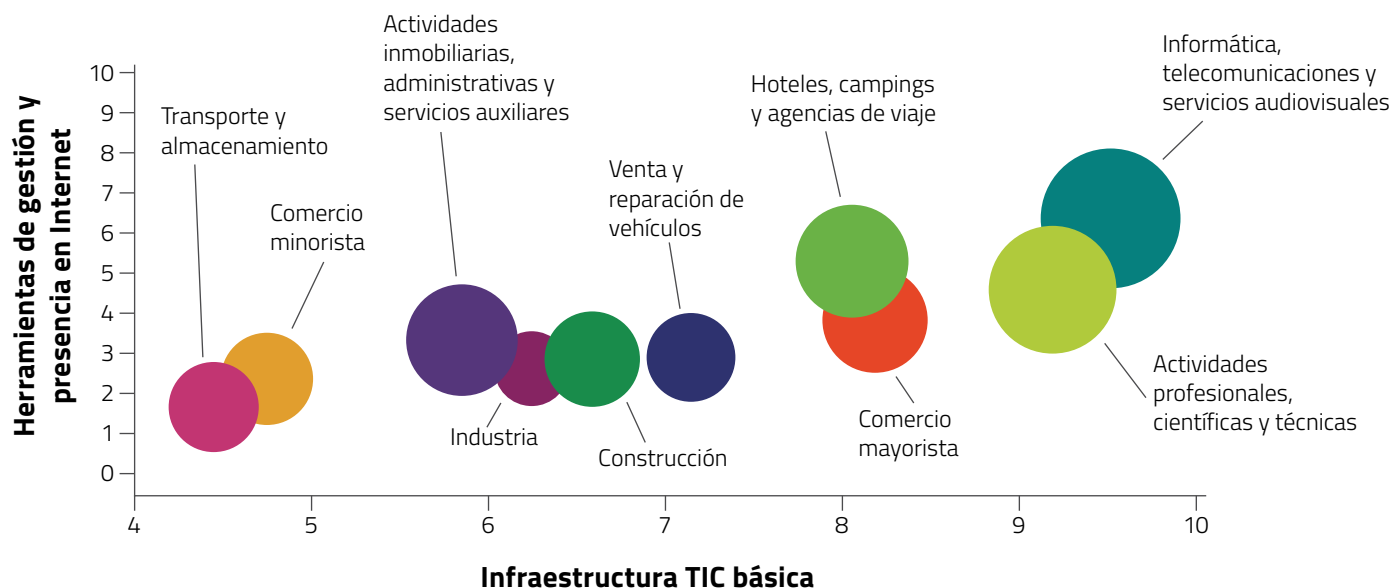 Herramientas de gestión y
presencia en Internet
10
9
8
7
6
5
4
3
2
1
0
Transporte y
almacenamiento
Comercio
minorista
Actividades
inmobiliarias,
administrativas y
servicios auxiliares
Industria
Construcción
Venta y
reparación de
vehículos
Hoteles, campings
y agencias de viaje
Comercio
mayorista
Informática,
telecomunicaciones y
servicios audiovisuales
Actividades
profesionales,
científicas y técnicas
4
5
6
7
8
9
10
Infraestructura TIC básica